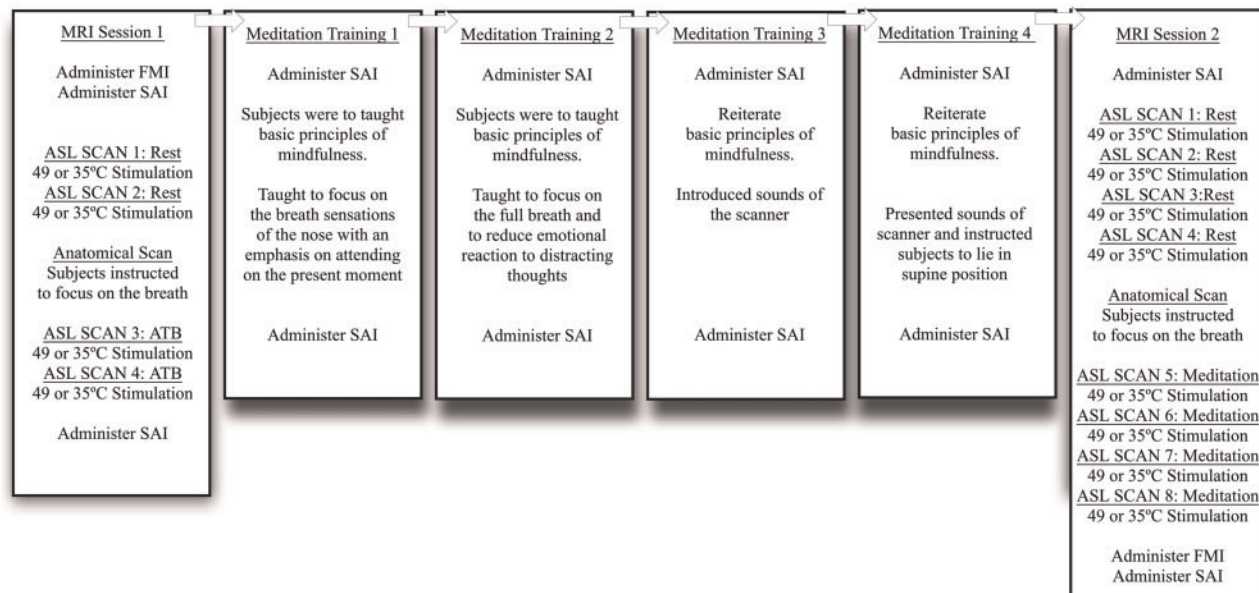 MRI Session 1
Administer FMI
Administer SAI
ASL SCAN 1: Rest
49 or 35ºC Stimulation
ASL SCAN 2: Rest
49 or 35ºC Stimulation
Anatomical Scan
Subjects instructed
to focus on the breath
ASL SCAN 3: ATB
49 or 35ºC Stimulation
ASL SCAN 4: ATB
49 or 35ºC Stimulation
Administer SAI
Meditation Training 1
Administer SAI
Subjects were to taught
basic principles of
mindfulness.
Taught to focus on
the breath sensations
of the nose with an
emphasis on attending
on the present moment
Administer SAI
Meditation Training 2
Administer SAI
Subjects were to taught
basic principles of
mindfulness.
Taught to focus on
the full breath and
to reduce emotional
reaction to distracting
thoughts
Administer SAI
Meditation Training 3
Administer SAI
Reiterate
basic principles of
mindfulness.
Introduced sounds of
the scanner
Administer SAI
Meditation Training 4
Administer SAI
Reiterate
basic principles of
mindfulness.
Presented sounds of
scanner and instructed
subjects to lie in
supine position
Administer SAI
MRI Session 2
Administer SAI
ASL SCAN 1: Rest
49 or 35ºC Stimulation
ASL SCAN 2: Rest
49 or 35ºC Stimulation
ASL SCAN 3:Rest
49 or 35ºC Stimulation
ASL SCAN 4: Rest
49 or 35ºC Stimulation
Anatomical Scan
Subjects instructed
to focus on the breath
ASL SCAN 5: Meditation
49 or 35ºC Stimulation
ASL SCAN 6: Meditation
49 or 35ºC Stimulation
ASL SCAN 7: Meditation
49 or 35ºC Stimulation
ASL SCAN 8: Meditation
49 or 35ºC Stimulation
Administer FMI
Administer SAI